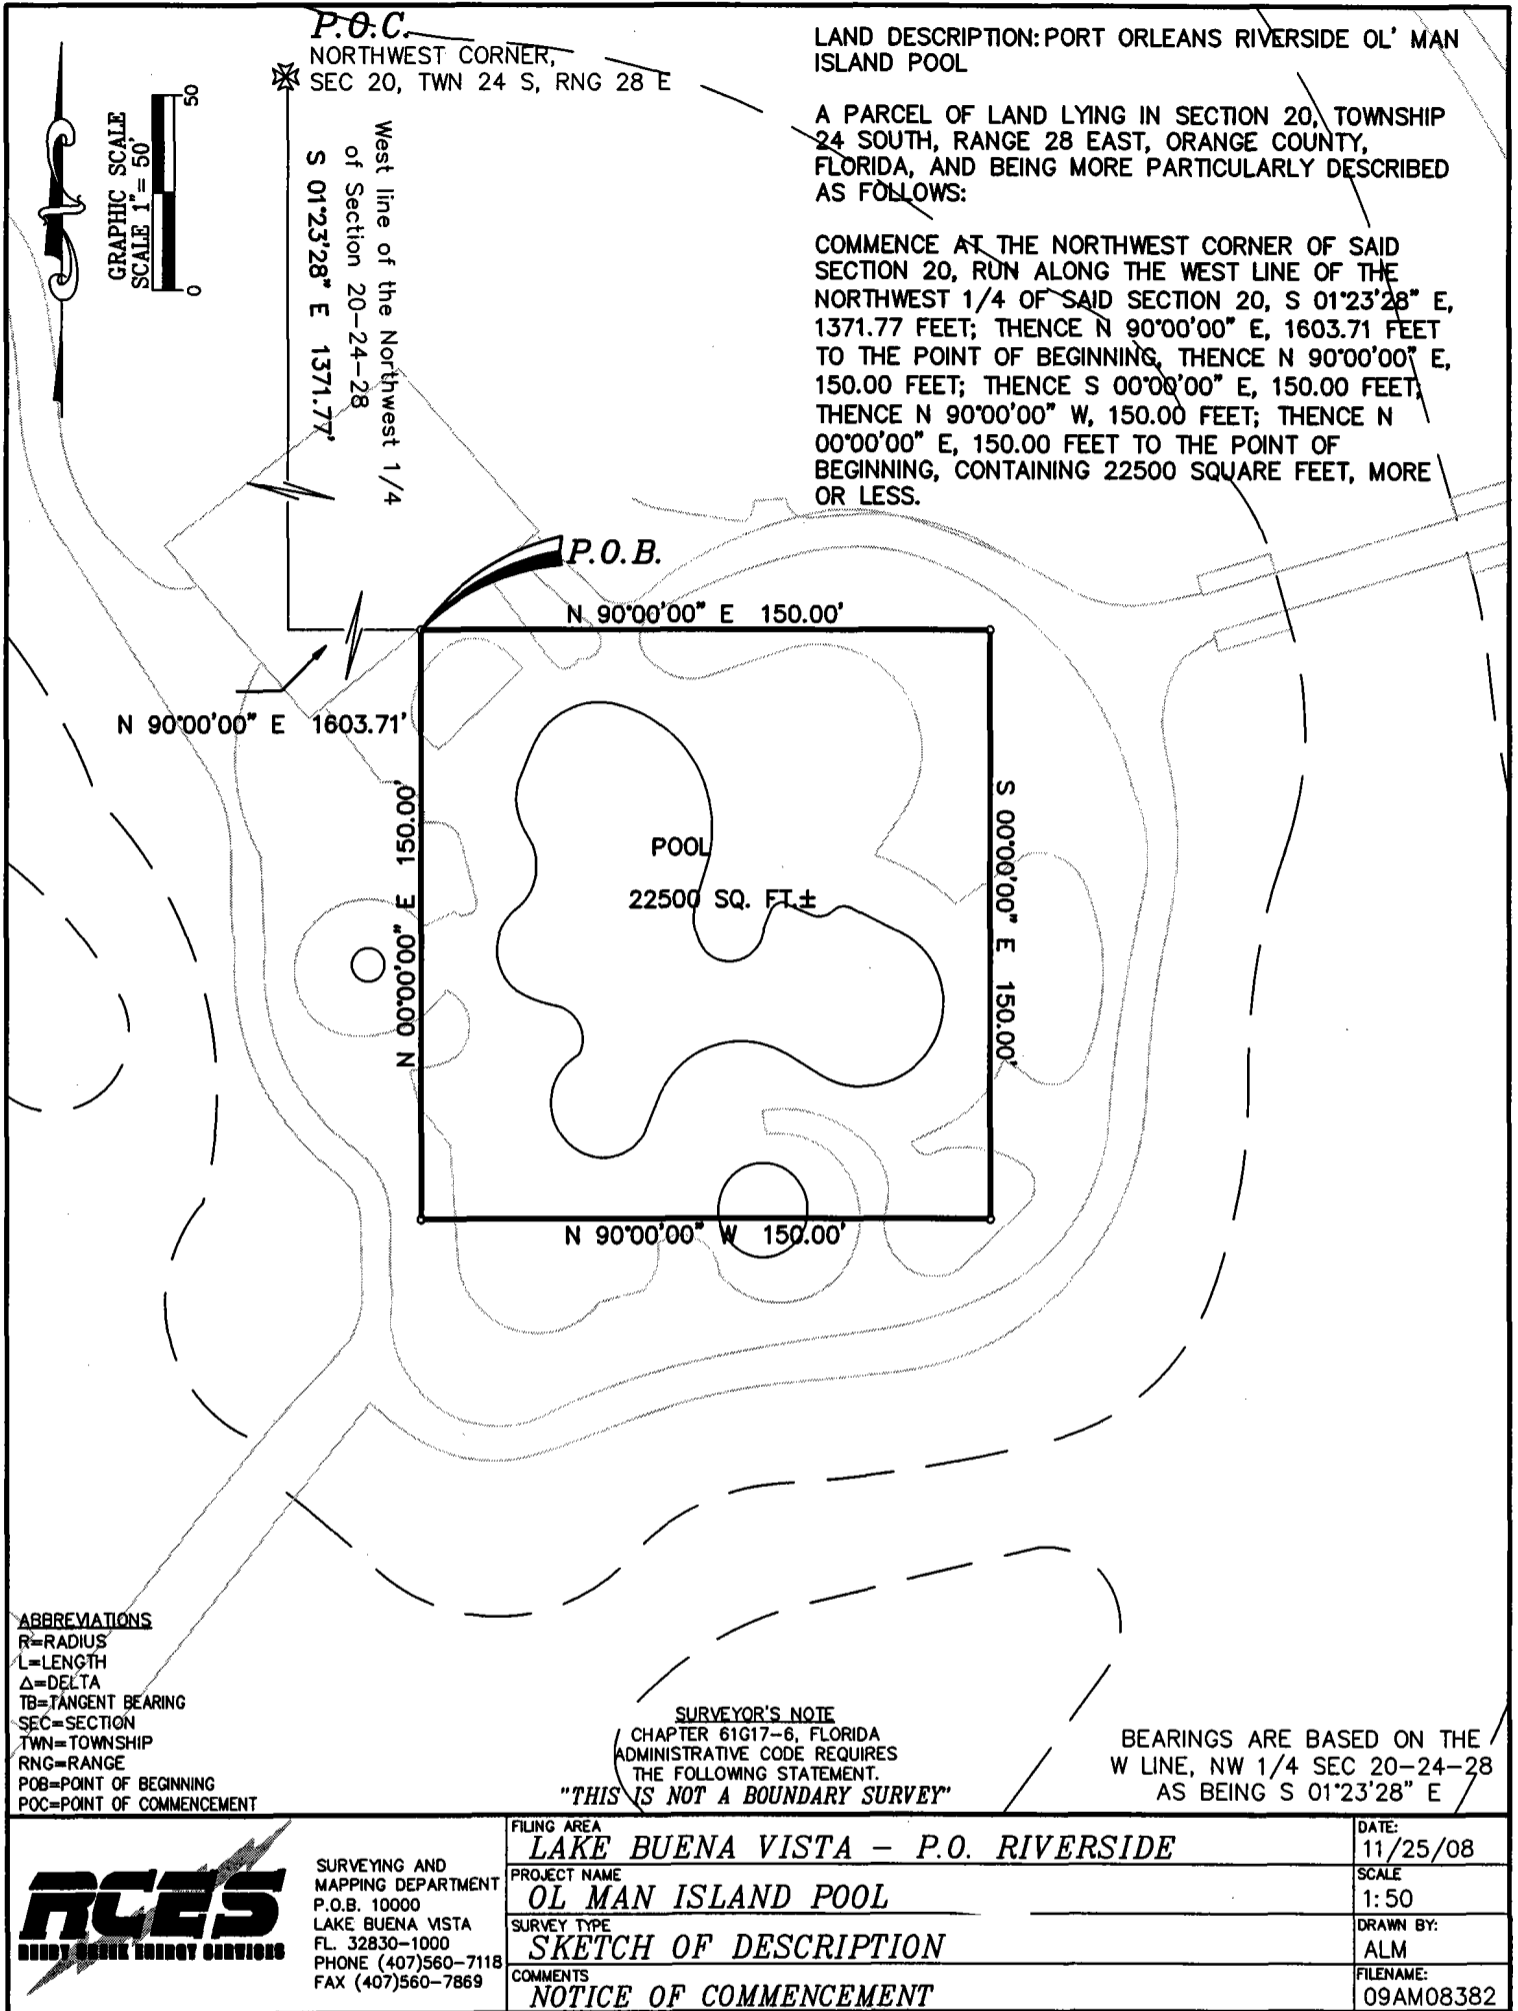 P.O.C.
NORTHWEST CORNER,
SEC 20, TWN 24 S, RNG 28 E
GRAPHIC SCALE
SCALE 1"= 50'
50
0
West line of the Northwest 1/4
of Section 20-24-28
S 01°23'28" E 1371.77'
LAND DESCRIPTION: PORT ORLEANS RIVERSIDE OL' MAN
ISLAND POOL
A PARCEL OF LAND LYING IN SECTION 20, TOWNSHIP
24 SOUTH, RANGE 28 EAST, ORANGE COUNTY,
FLORIDA, AND BEING MORE PARTICULARLY DESCRIBED
AS FOLLOWS:
COMMENCE AT THE NORTHWEST CORNER OF SAID
SECTION 20, RUN ALONG THE WEST LINE OF THE
NORTHWEST 1/4 OF SAID SECTION 20, S 01°23'28" E,
1371.77 FEET; THENCE N 90°00'00" E, 1603.71 FEET
TO THE POINT OF BEGINNING, THENCE N 90°00'00" E,
150.00 FEET; THENCE S 00°00'00" E, 150.00 FEET,
THENCE N 90°00'00" W, 150.00 FEET; THENCE N
00°00'00" E, 150.00 FEET TO THE POINT OF
BEGINNING, CONTAINING 22500 SQUARE FEET, MORE
OR LESS.
P.O.B.
N 90°00'00" E 150.00'
N 90°00'00" E 1603.71'
N 00°00'00" E 150.00'
POOL
22500 SQ. FT.±
S 00°00'00" E 150.00'
N 90°00'00" W 150.00'
ABBREVIATIONS
R=RADIUS
L=LENGTH
Δ=DELTA
TB=TANGENT BEARING
SEC=SECTION
TWN=TOWNSHIP
RNG=RANGE
POB=POINT OF BEGINNING
POC=POINT OF COMMENCEMENT
SURVEYOR'S NOTE
CHAPTER 61G17-6, FLORIDA
ADMINISTRATIVE CODE REQUIRES
THE FOLLOWING STATEMENT.
"THIS IS NOT A BOUNDARY SURVEY"
BEARINGS ARE BASED ON THE
W LINE, NW 1/4 SEC 20-24-28
AS BEING S 01°23'28" E
RCES
REEDY CREEK ENERGY SERVICES
SURVEYING AND
MAPPING DEPARTMENT
P.O.B. 10000
LAKE BUENA VISTA
FL. 32830-1000
PHONE (407)560-7118
FAX (407)560-7869
FILING AREA
LAKE BUENA VISTA - P.O. RIVERSIDE
PROJECT NAME
OL MAN ISLAND POOL
SURVEY TYPE
SKETCH OF DESCRIPTION
COMMENTS
NOTICE OF COMMENCEMENT
DATE:
11/25/08
SCALE
1:50
DRAWN BY:
ALM
FILENAME:
09AM08382